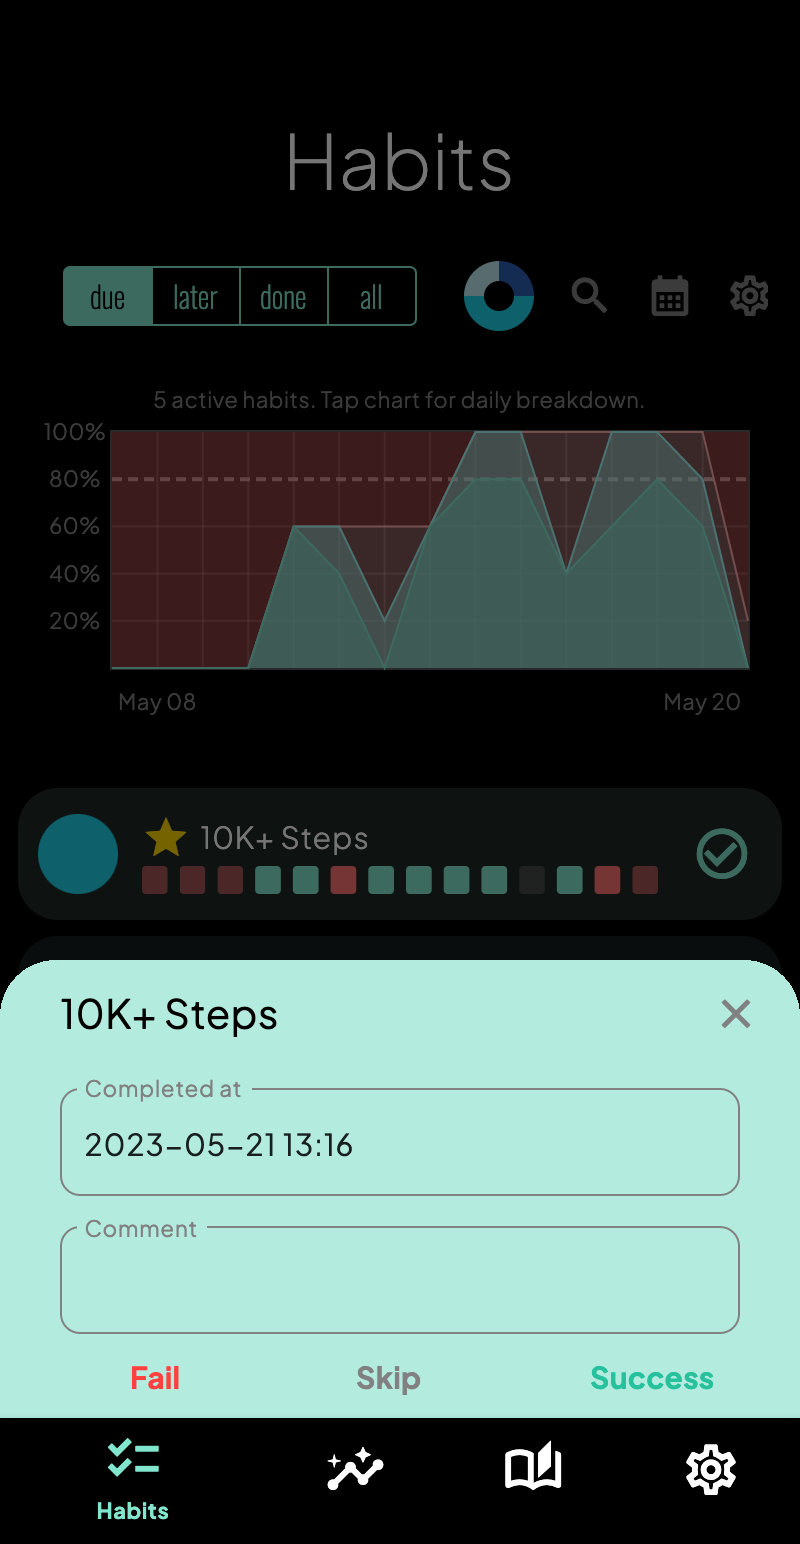 Habits
due later done all
5 active habits. Tap chart for daily breakdown.
100%
80%
60%
40%
20%
May 08 May 20
10K+ Steps
10K+ Steps
Completed at
2023-05-21 13:16
Comment
Fail Skip Success
Habits